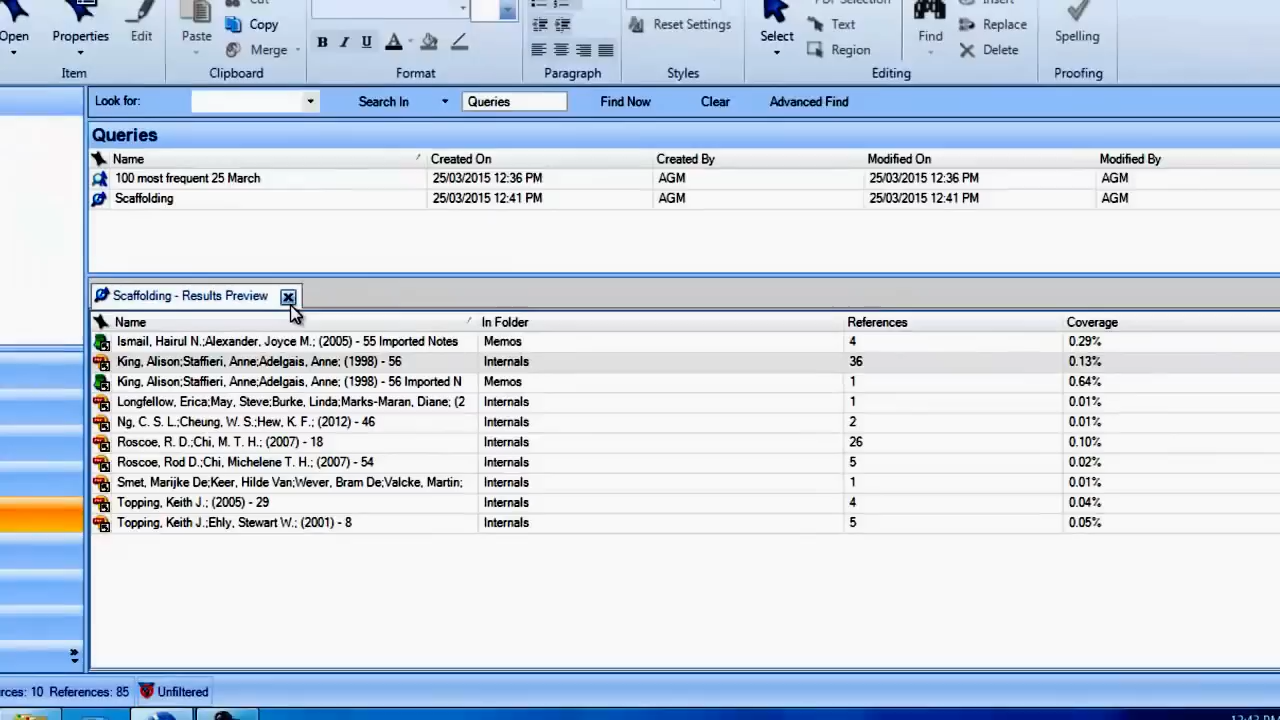 Cut
PDF Selection
Insert
Open
Properties
Edit
Paste
Copy
Merge
B I U A
Reset Settings
Select
Text
Region
Find
Replace
Delete
Spelling
Item
Clipboard
Format
Paragraph
Styles
Editing
Proofing
Look for:
Search In
Queries
Find Now
Clear
Advanced Find
Queries
Name Created On Created By Modified On Modified By
100 most frequent 25 March 25/03/2015 12:36 PM AGM 25/03/2015 12:36 PM AGM
Scaffolding 25/03/2015 12:41 PM AGM 25/03/2015 12:41 PM AGM
Scaffolding - Results Preview
Name In Folder References Coverage
Ismail, Hairul N.;Alexander, Joyce M.; (2005) - 55 Imported Notes Memos 4 0.29%
King, Alison;Staffieri, Anne;Adelgais, Anne; (1998) - 56 Internals 36 0.13%
King, Alison;Staffieri, Anne;Adelgais, Anne; (1998) - 56 Imported N Memos 1 0.64%
Longfellow, Erica;May, Steve;Burke, Linda;Marks-Maran, Diane; (2 Internals 1 0.01%
Ng, C. S. L.;Cheung, W. S.;Hew, K. F.; (2012) - 46 Internals 2 0.01%
Roscoe, R. D.;Chi, M. T. H.; (2007) - 18 Internals 26 0.10%
Roscoe, Rod D.;Chi, Michelene T. H.; (2007) - 54 Internals 5 0.02%
Smet, Marijke De;Keer, Hilde Van;Wever, Bram De;Valcke, Martin; Internals 1 0.01%
Topping, Keith J.; (2005) - 29 Internals 4 0.04%
Topping, Keith J.;Ehly, Stewart W.; (2001) - 8 Internals 5 0.05%
rces: 10 References: 85 Unfiltered